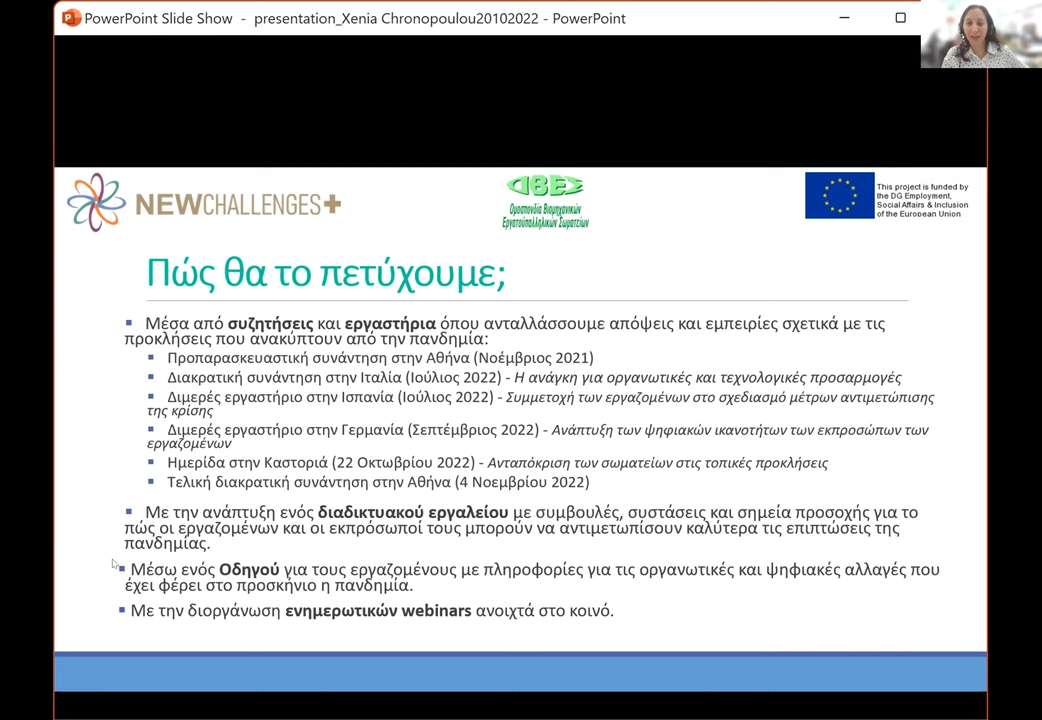 PowerPoint Slide Show - presentation_Xenia Chronopoulou20102022 - PowerPoint
NEWCHALLENGES+
ΟΒΕΣ
Ομοσπονδία Βιομηχανικών
Εργατοϋπαλληλικών Σωματείων
This project is funded by
the DG Employment,
Social Affairs & Inclusion
of the European Union
Πώς θα το πετύχουμε;
▪ Μέσα από συζητήσεις και εργαστήρια όπου ανταλλάσσουμε απόψεις και εμπειρίες σχετικά με τις
προκλήσεις που ανακύπτουν από την πανδημία:
▪ Προπαρασκευαστική συνάντηση στην Αθήνα (Νοέμβριος 2021)
▪ Διακρατική συνάντηση στην Ιταλία (Ιούλιος 2022) - Η ανάγκη για οργανωτικές και τεχνολογικές προσαρμογές
▪ Διμερές εργαστήριο στην Ισπανία (Ιούλιος 2022) - Συμμετοχή των εργαζομένων στο σχεδιασμό μέτρων αντιμετώπισης
της κρίσης
▪ Διμερές εργαστήριο στην Γερμανία (Σεπτέμβριος 2022) - Ανάπτυξη των ψηφιακών ικανοτήτων των εκπροσώπων των
εργαζομένων
▪ Ημερίδα στην Καστοριά (22 Οκτωβρίου 2022) - Ανταπόκριση των σωματείων στις τοπικές προκλήσεις
▪ Τελική διακρατική συνάντηση στην Αθήνα (4 Νοεμβρίου 2022)
▪ Με την ανάπτυξη ενός διαδικτυακού εργαλείου με συμβουλές, συστάσεις και σημεία προσοχής για το
πώς οι εργαζομένων και οι εκπρόσωποί τους μπορούν να αντιμετωπίσουν καλύτερα τις επιπτώσεις της
πανδημίας.
▪ Μέσω ενός Οδηγού για τους εργαζομένους με πληροφορίες για τις οργανωτικές και ψηφιακές αλλαγές που
έχει φέρει στο προσκήνιο η πανδημία.
▪ Με την διοργάνωση ενημερωτικών webinars ανοιχτά στο κοινό.